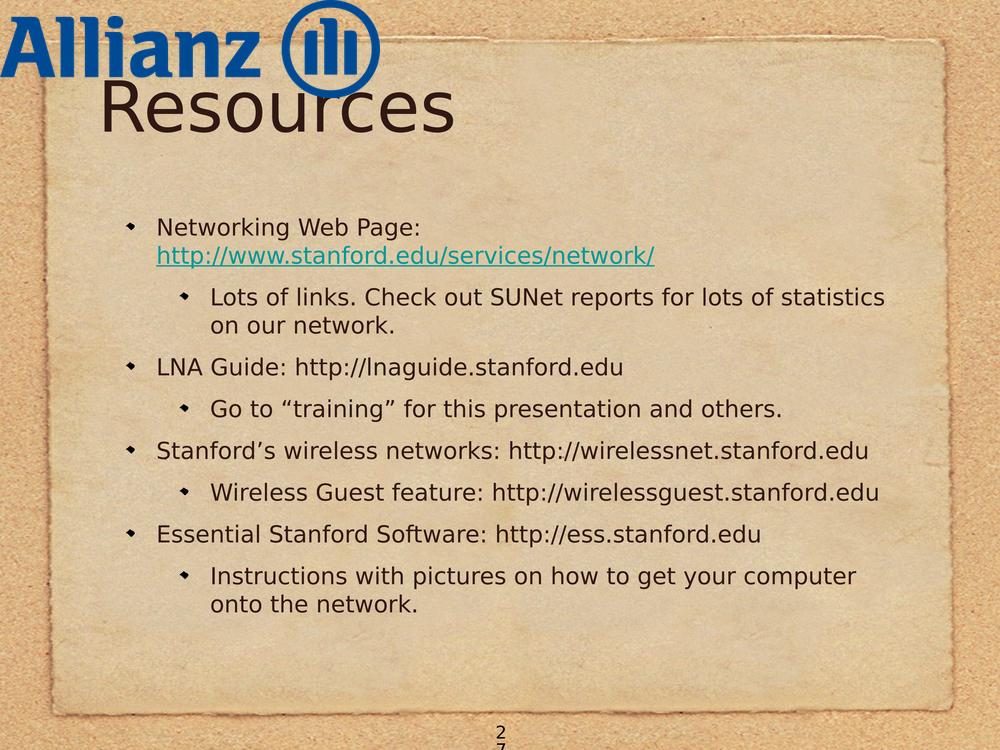 Allianz
Resources
Networking Web Page:
http://www.stanford.edu/services/network/
Lots of links. Check out SUNet reports for lots of statistics
on our network.
LNA Guide: http://lnaguide.stanford.edu
Go to “training” for this presentation and others.
Stanford’s wireless networks: http://wirelessnet.stanford.edu
Wireless Guest feature: http://wirelessguest.stanford.edu
Essential Stanford Software: http://ess.stanford.edu
Instructions with pictures on how to get your computer
onto the network.
2
7